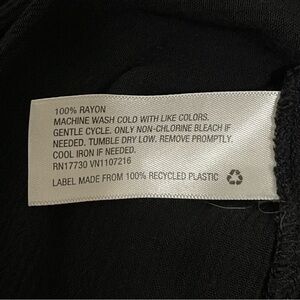 100% RAYON
MACHINE WASH COLD WITH LIKE COLORS.
GENTLE CYCLE. ONLY NON-CHLORINE BLEACH IF
NEEDED. TUMBLE DRY LOW. REMOVE PROMPTLY.
COOL IRON IF NEEDED.
RN17730 VN1107216
LABEL MADE FROM 100% RECYCLED PLASTIC